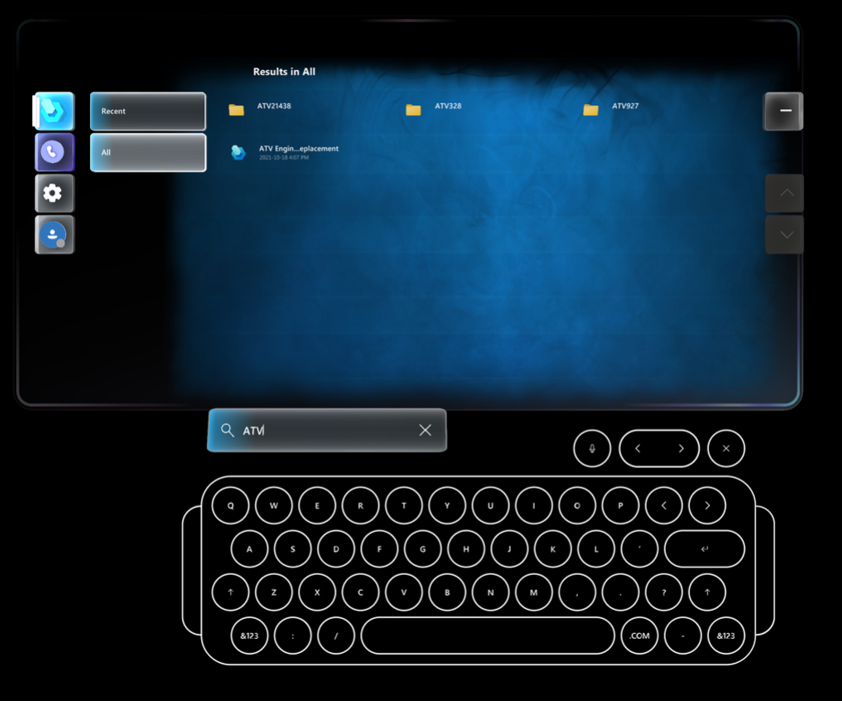 Results in All
Recent
All
ATV21438
ATV328
ATV927
ATV Engin...eplacement
2021-10-18 4:07 PM
ATV
Q W E R T Y U I O P < >
A S D F G H J K L '
Z X C V B N M , . ?
&123 : / .COM - &123